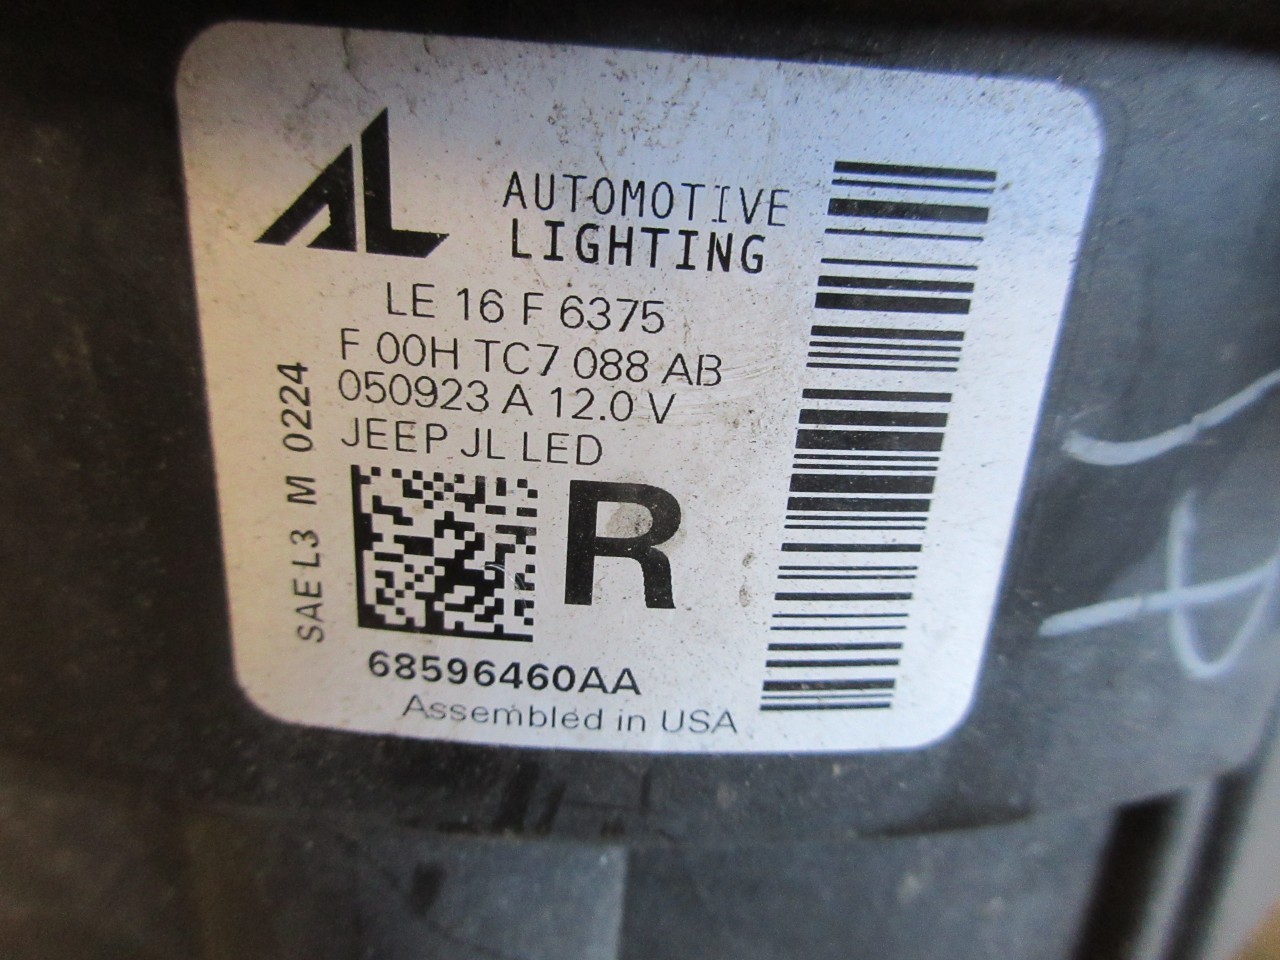 AL
AUTOMOTIVE
LIGHTING
LE 16 F 6375
F 00H TC7 088 AB
050923 A 12.0 V
JEEP JL LED
SAE L3 M 0224
R
68596460AA
Assembled in USA